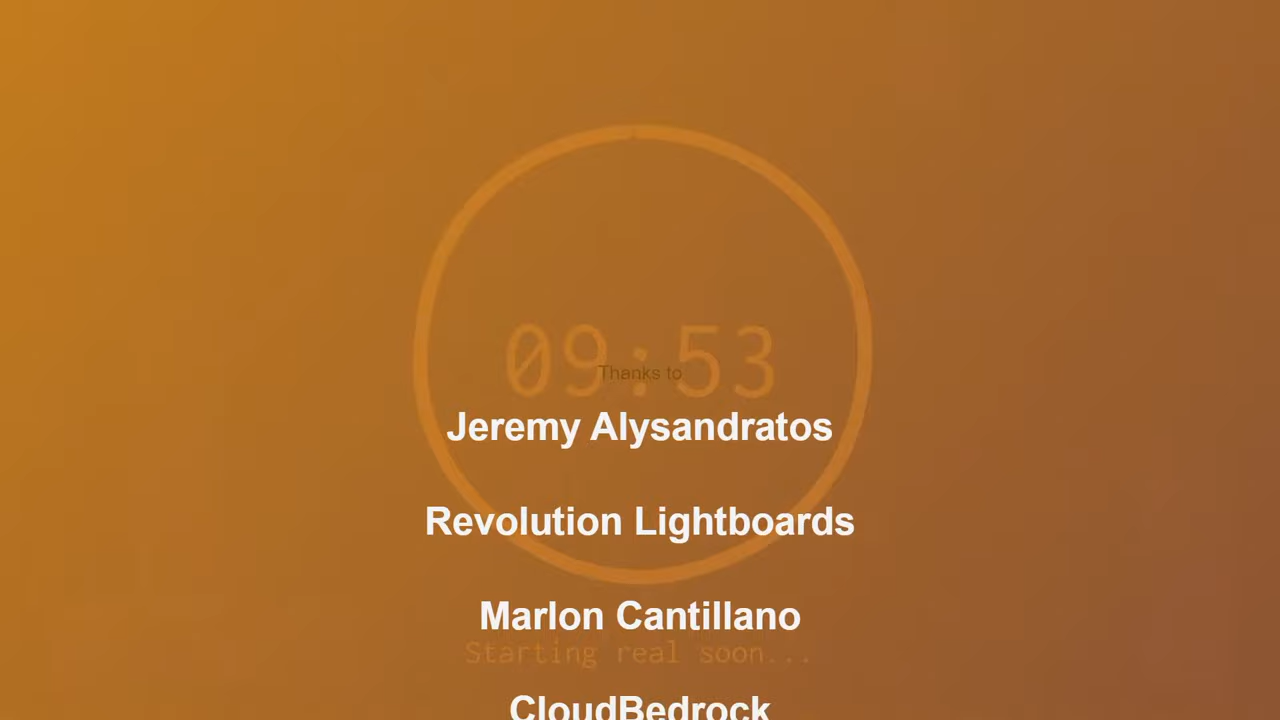 09:53
Thanks to
Jeremy Alysandratos
Revolution Lightboards
Marlon Cantillano
Starting real soon...
CloudBedrock